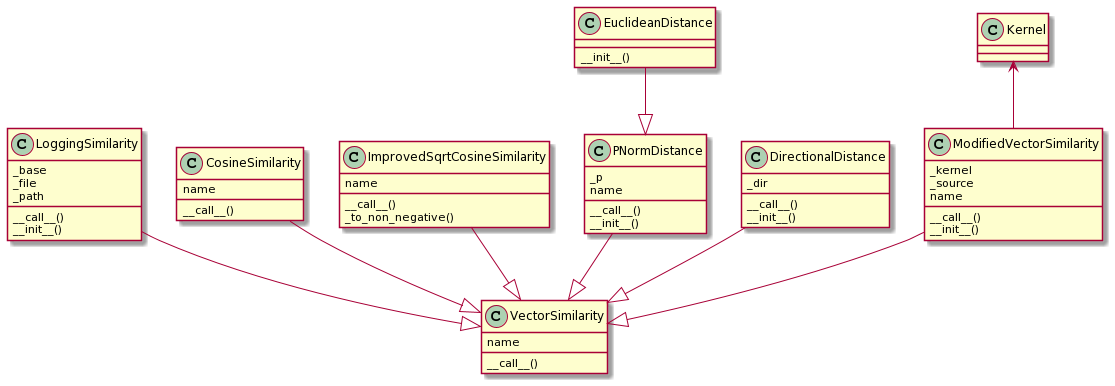 C EuclideanDistance
__init__()
C Kernel
C LoggingSimilarity
_base
_file
_path
__call__()
__init__()
C CosineSimilarity
name
__call__()
C ImprovedSqrtCosineSimilarity
name
__call__()
_to_non_negative()
C PNormDistance
_p
name
__call__()
__init__()
C DirectionalDistance
_dir
__call__()
__init__()
C ModifiedVectorSimilarity
_kernel
_source
name
__call__()
__init__()
C VectorSimilarity
name
__call__()